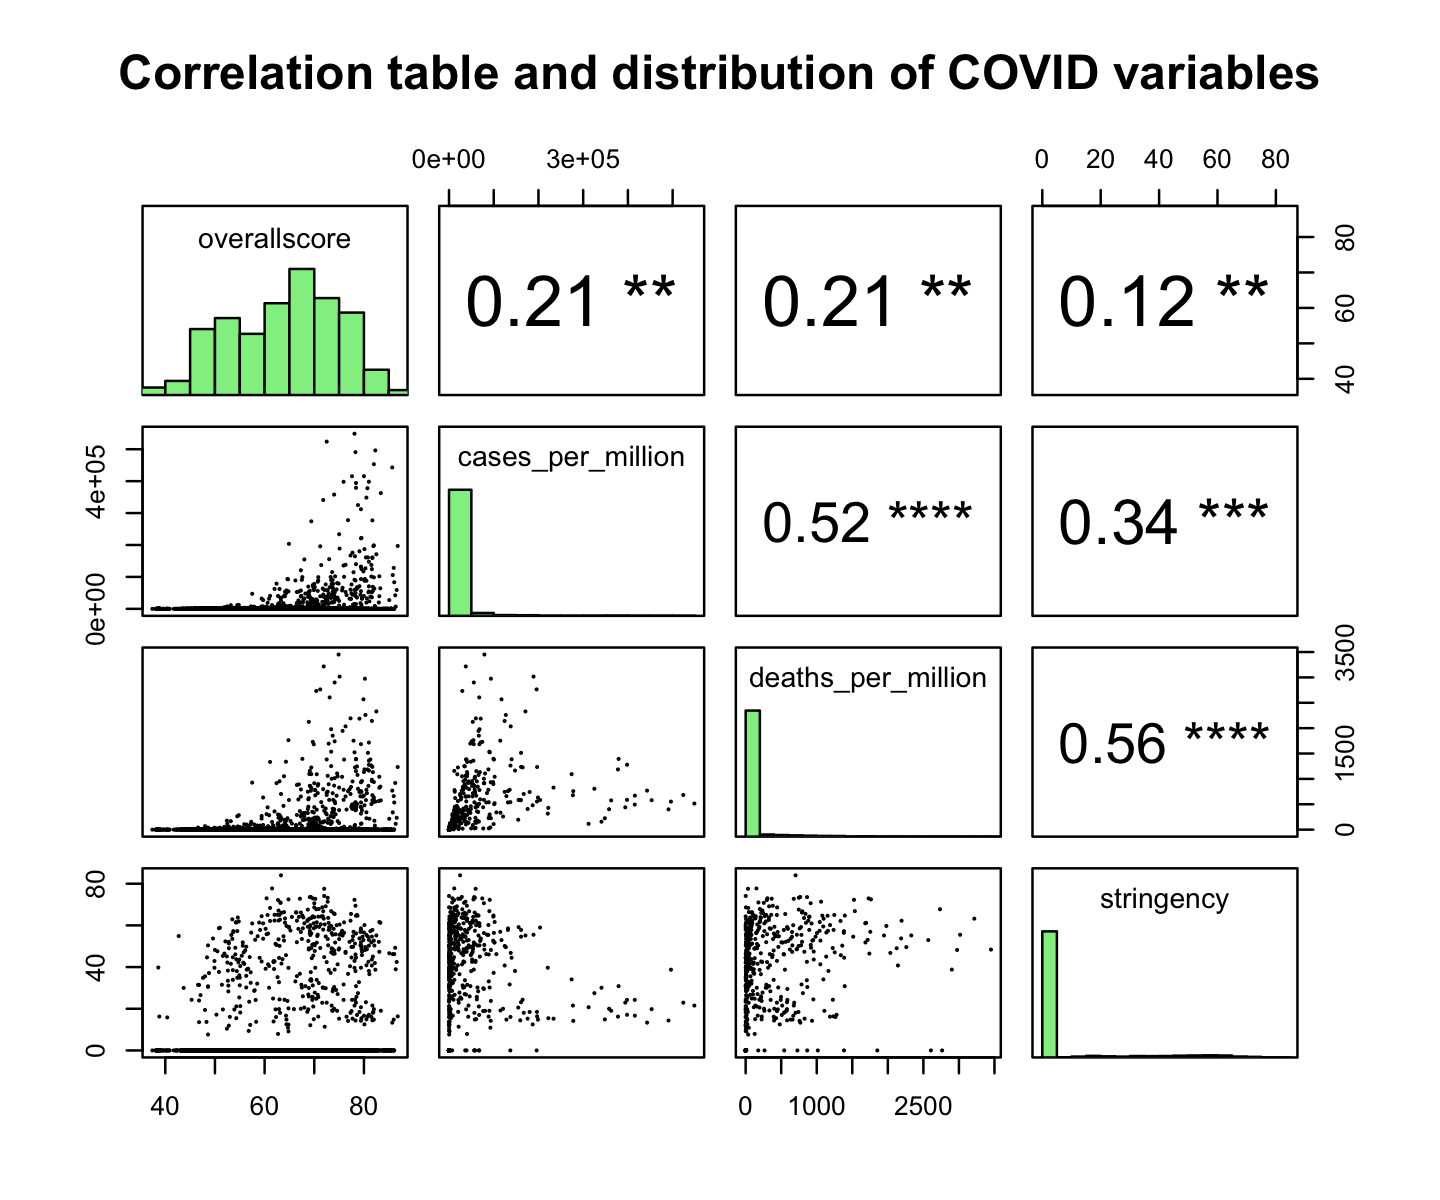 Correlation table and distribution of COVID variables
0e+00 3e+05
0 20 40 60 80
overallscore
0.21 **
0.21 **
0.12 **
40 60 80
0e+00 4e+05
cases_per_million
0.52 ****
0.34 ***
deaths_per_million
0.56 ****
0 1500 3500
0 40 80
stringency
40 60 80
0 1000 2500